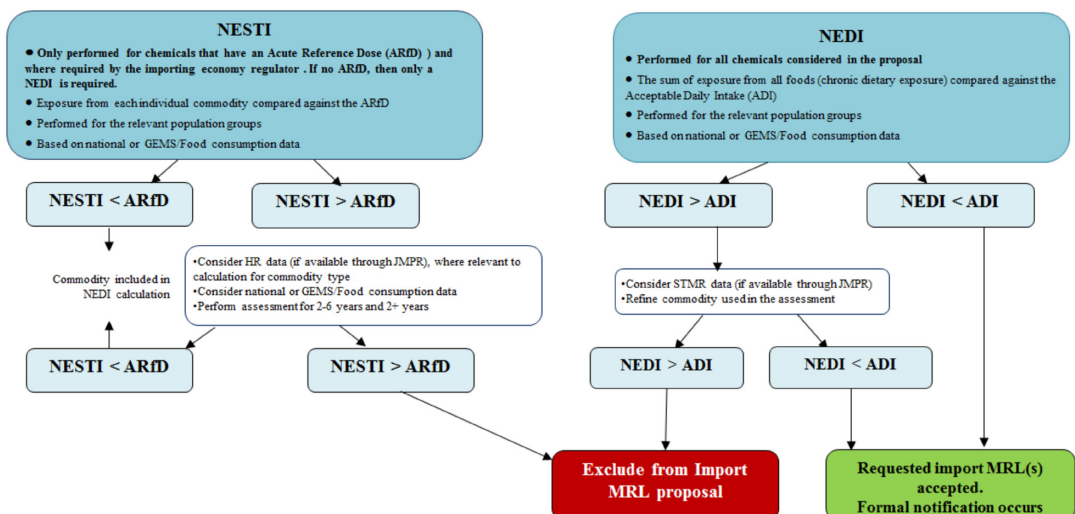 NESTI
● Only performed for chemicals that have an Acute Reference Dose (ARfD) ) and
where required by the importing economy regulator . If no ARfD, then only a
NEDI is required.
● Exposure from each individual commodity compared against the ARfD
● Performed for the relevant population groups
● Based on national or GEMS/Food consumption data
NEDI
● Performed for all chemicals considered in the proposal
● The sum of exposure from all foods (chronic dietary exposure) compared against the
Acceptable Daily Intake (ADI)
● Performed for the relevant population groups
● Based on national or GEMS/Food consumption data
NESTI < ARfD
NESTI > ARfD
NEDI > ADI
NEDI < ADI
Commodity included in
NEDI calculation
•Consider HR data (if available through JMPR), where relevant to
calculation for commodity type
•Consider national or GEMS/Food consumption data
•Perform assessment for 2-6 years and 2+ years
•Consider STMR data (if available through JMPR)
•Refine commodity used in the assessment
NESTI < ARfD
NESTI > ARfD
NEDI > ADI
NEDI < ADI
Exclude from Import
MRL proposal
Requested import MRL(s)
accepted.
Formal notification occurs